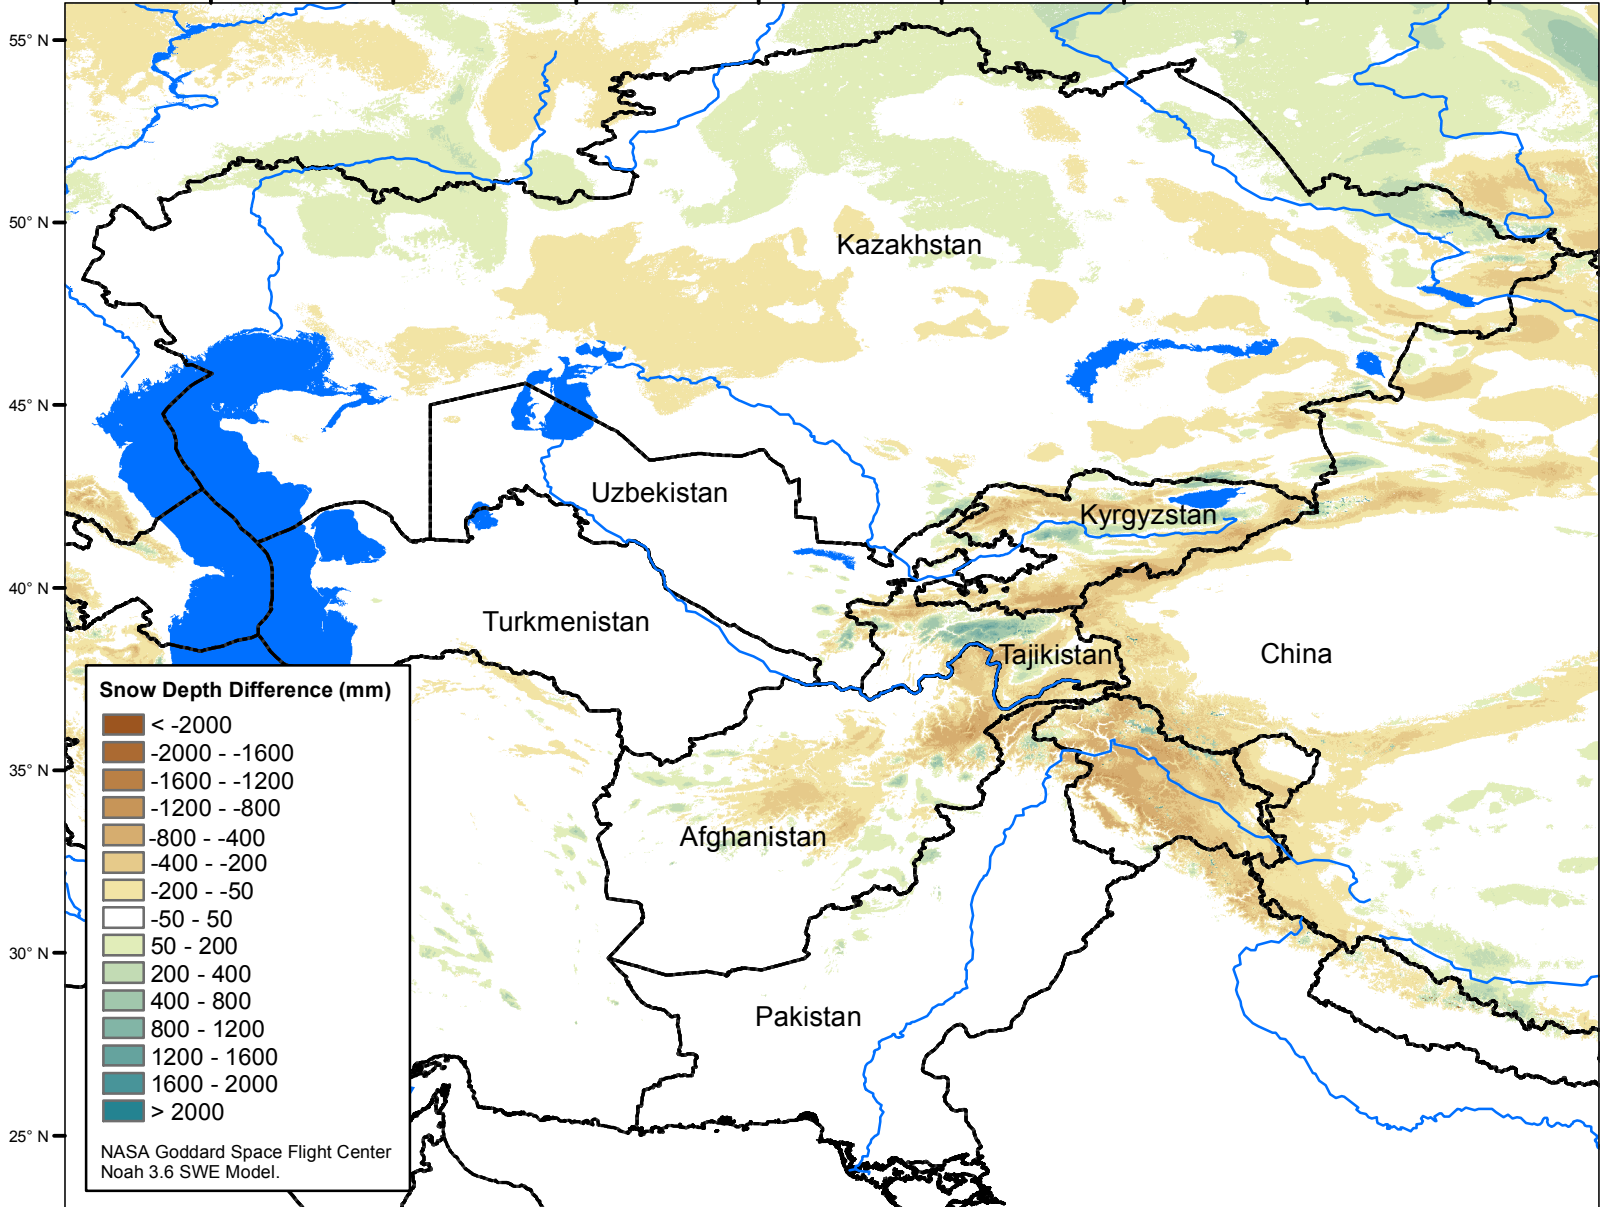 55° N
50° N
Kazakhstan
45° N
Uzbekistan
Kyrgyzstan
40° N
Turkmenistan
Tajikistan
China
35° N
Afghanistan
30° N
Pakistan
25° N
Snow Depth Difference (mm)
< -2000
-2000 - -1600
-1600 - -1200
-1200 - -800
-800 - -400
-400 - -200
-200 - -50
-50 - 50
50 - 200
200 - 400
400 - 800
800 - 1200
1200 - 1600
1600 - 2000
> 2000
NASA Goddard Space Flight Center
Noah 3.6 SWE Model.